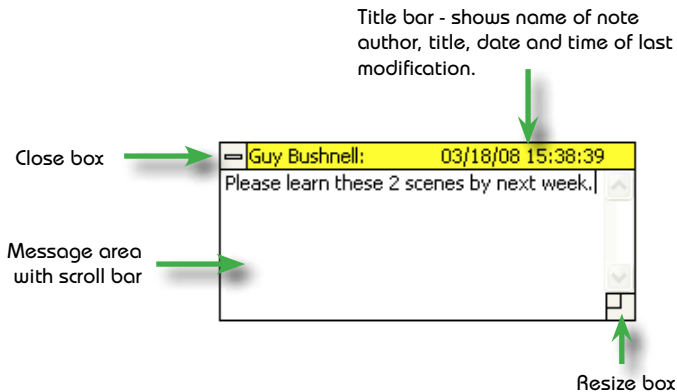 Title bar - shows name of note
author, title, date and time of last
modification.
Close box
Guy Bushnell: 03/18/08 15:38:39
Please learn these 2 scenes by next week.
Message area
with scroll bar
Resize box